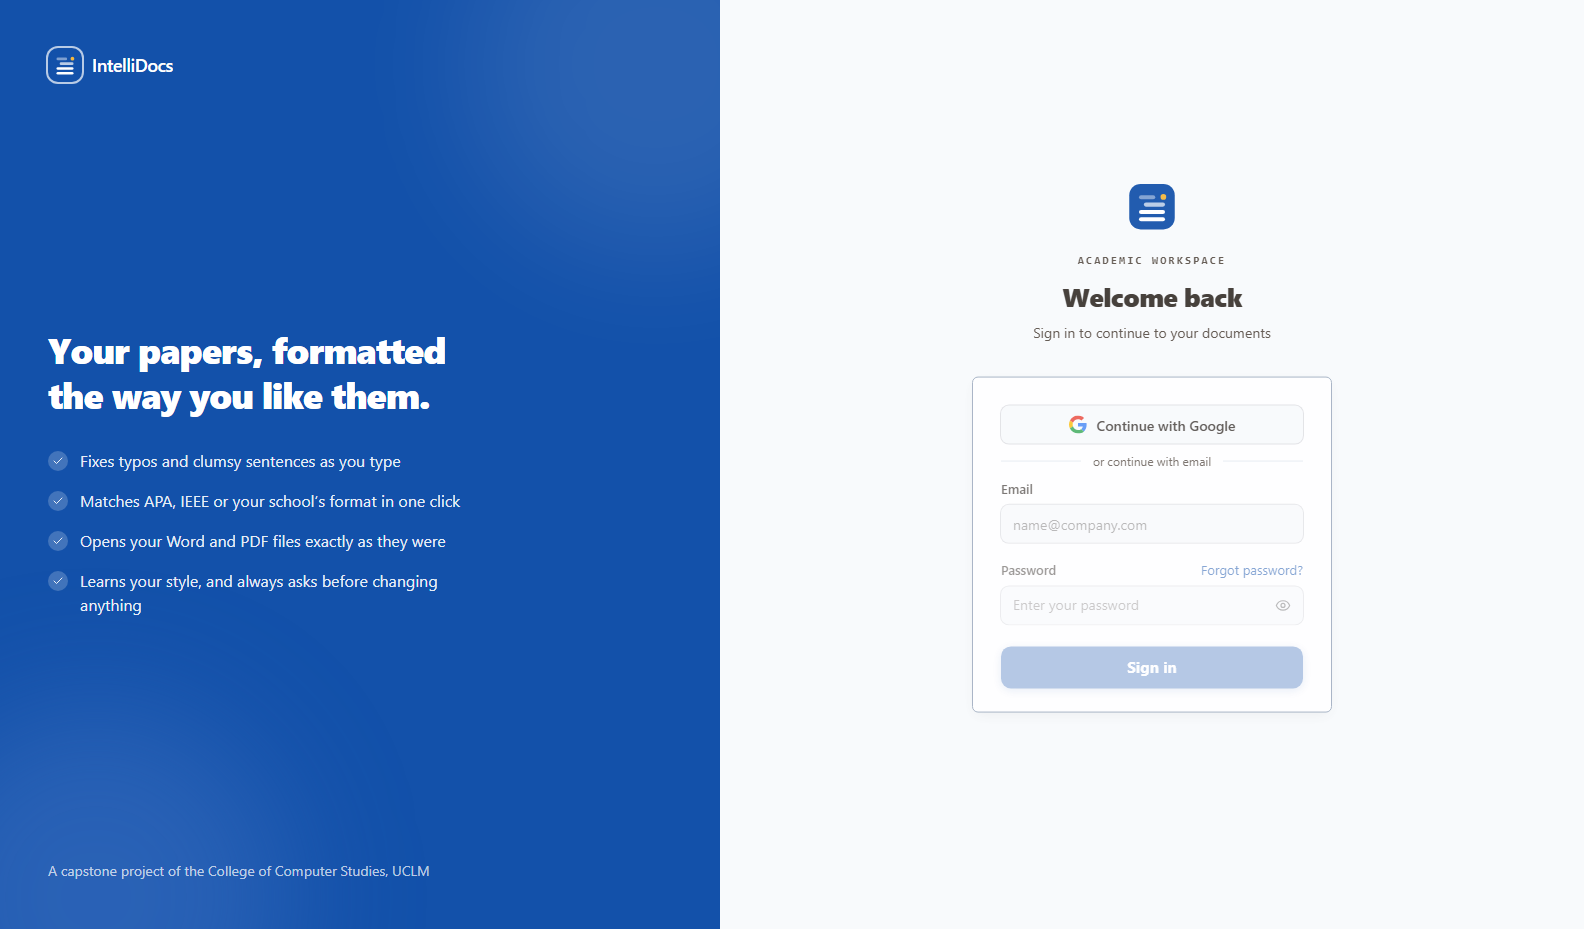 IntelliDocs
Your papers, formatted
the way you like them.
Fixes typos and clumsy sentences as you type
Matches APA, IEEE or your school’s format in one click
Opens your Word and PDF files exactly as they were
Learns your style, and always asks before changing
anything
A capstone project of the College of Computer Studies, UCLM
ACADEMIC WORKSPACE
Welcome back
Sign in to continue to your documents
Continue with Google
or continue with email
Email
name@company.com
Password Forgot password?
Enter your password
Sign in